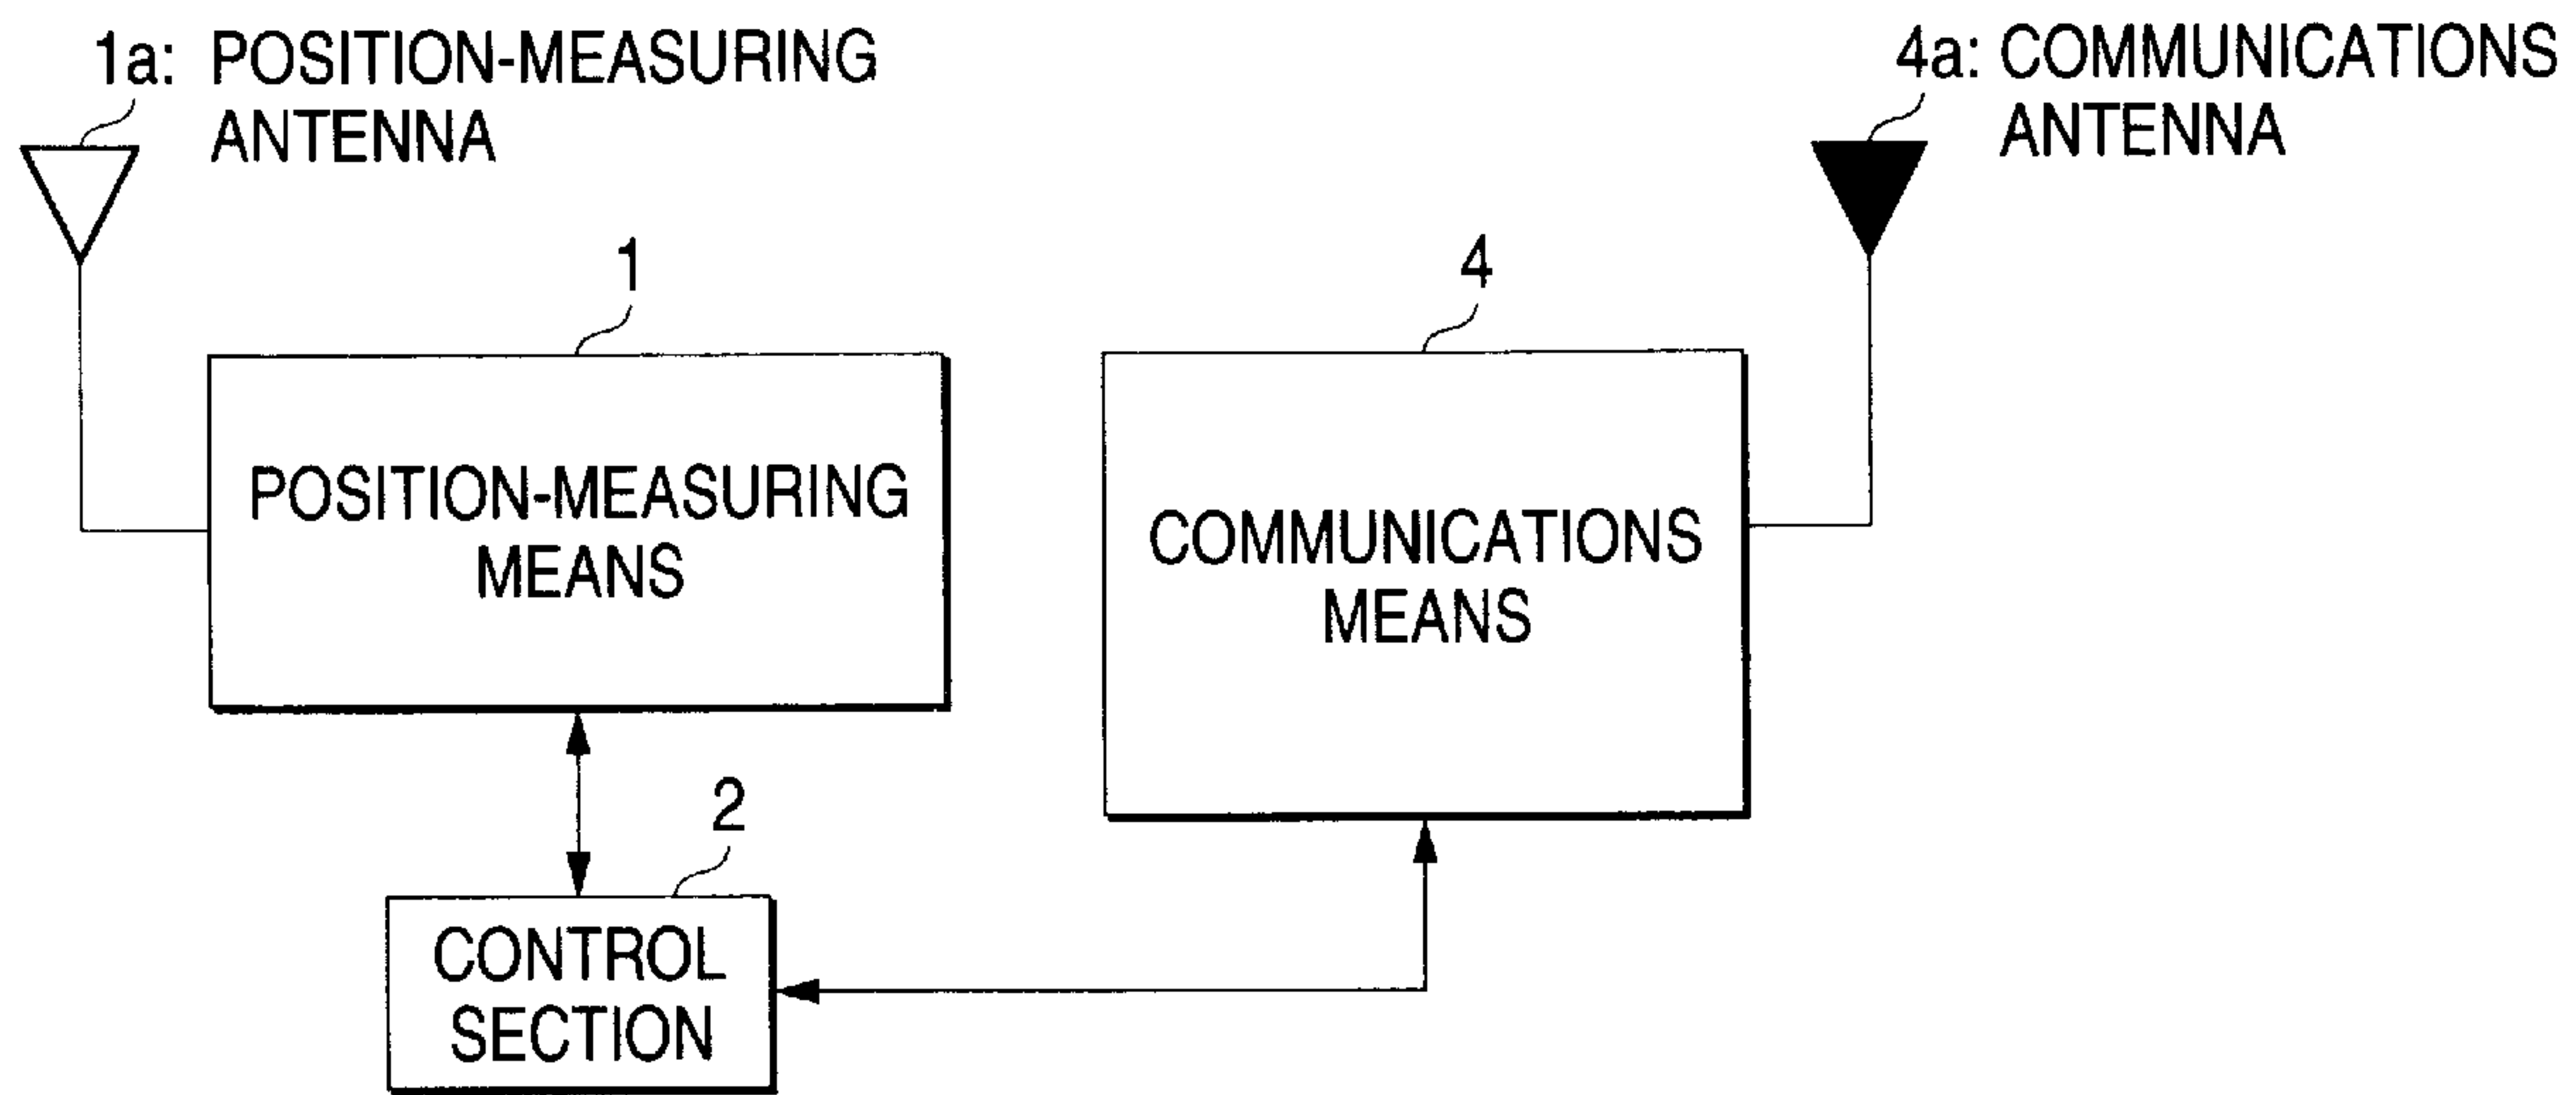 1a: POSITION-MEASURING
ANTENNA
4a: COMMUNICATIONS
ANTENNA
1
4
POSITION-MEASURING
MEANS
COMMUNICATIONS
MEANS
2
CONTROL
SECTION